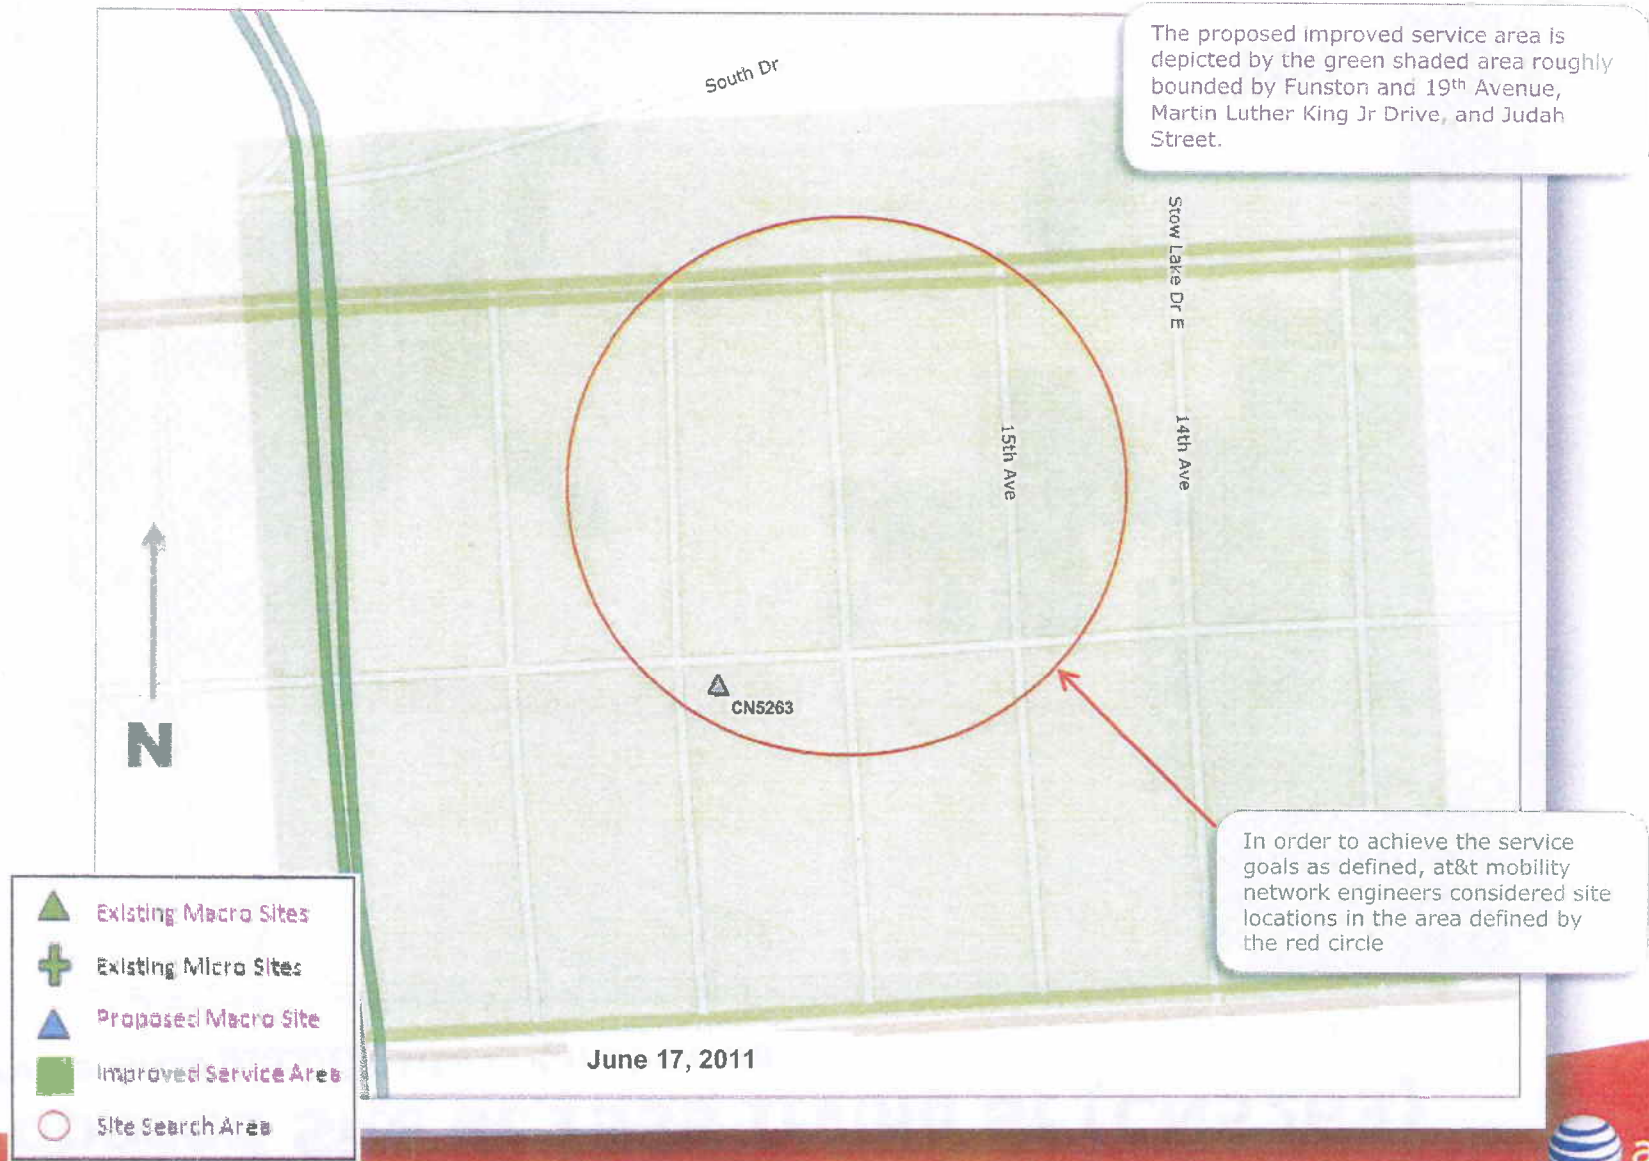 The proposed improved service area is
depicted by the green shaded area roughly
bounded by Funston and 19th Avenue,
Martin Luther King Jr Drive, and Judah
Street.
South Dr
Stow Lake Dr E
15th Ave
14th Ave
CN5263
N
In order to achieve the service
goals as defined, at&t mobility
network engineers considered site
locations in the area defined by
the red circle
Existing Macro Sites
Existing Micro Sites
Proposed Macro Site
Improved Service Area
Site Search Area
June 17, 2011
a